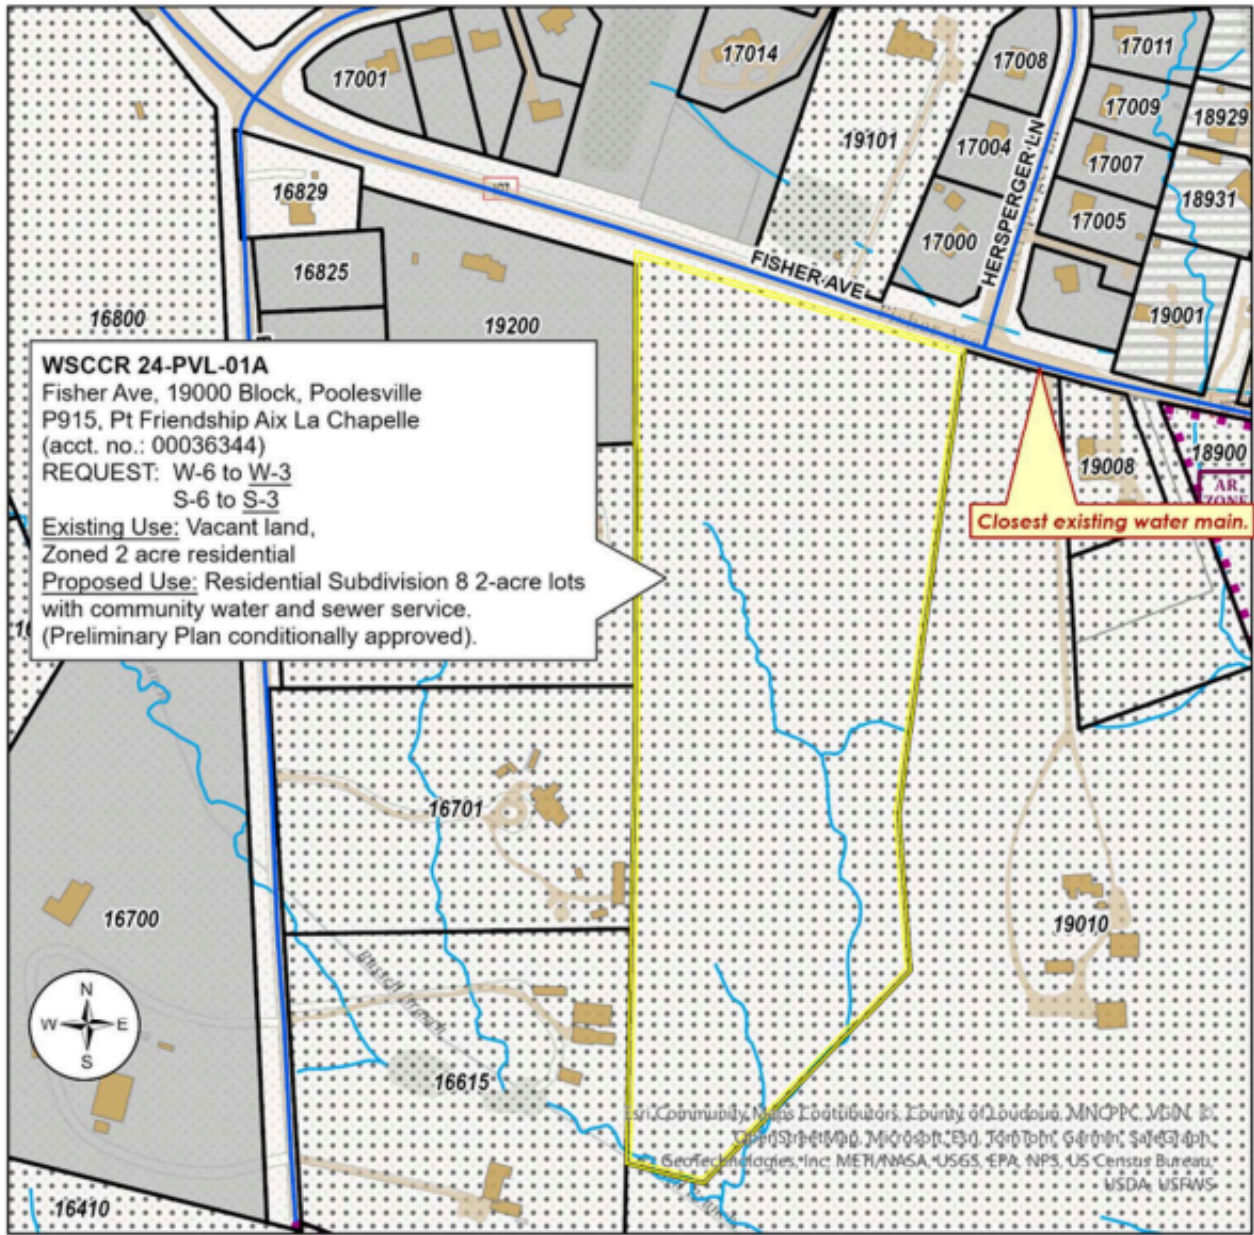 17001
17014
17008
17011
17009
18929
19101
17004
17007
HERSPERGER LN
16829
18931
17005
17000
16825
FISHER AVE
16800
19200
19001
WSCCR 24-PVL-01A
Fisher Ave, 19000 Block, Poolesville
P915, Pt Friendship Aix La Chapelle
(acct. no.: 00036344)
REQUEST: W-6 to W-3
S-6 to S-3
Existing Use: Vacant land,
Zoned 2 acre residential
Proposed Use: Residential Subdivision 8 2-acre lots
with community water and sewer service.
(Preliminary Plan conditionally approved).
19008
18900
AR
ZONE
Closest existing water main.
16701
16700
19010
N
W E
S
Russell Branch
16615
16410
Esri Community Maps Contributors, County of Loudoun, MNCPPC, VGIN, ©
OpenStreetMap, Microsoft, Esri, TomTom, Garmin, SafeGraph,
GeoTechnologies, Inc, METI/NASA, USGS, EPA, NPS, US Census Bureau,
USDA, USFWS